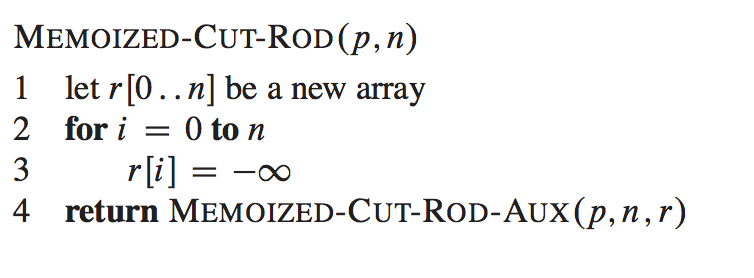 MEMOIZED-CUT-ROD(p, n)
1 let r[0..n] be a new array
2 for i = 0 to n
3 r[i] = −∞
4 return MEMOIZED-CUT-ROD-AUX(p, n, r)